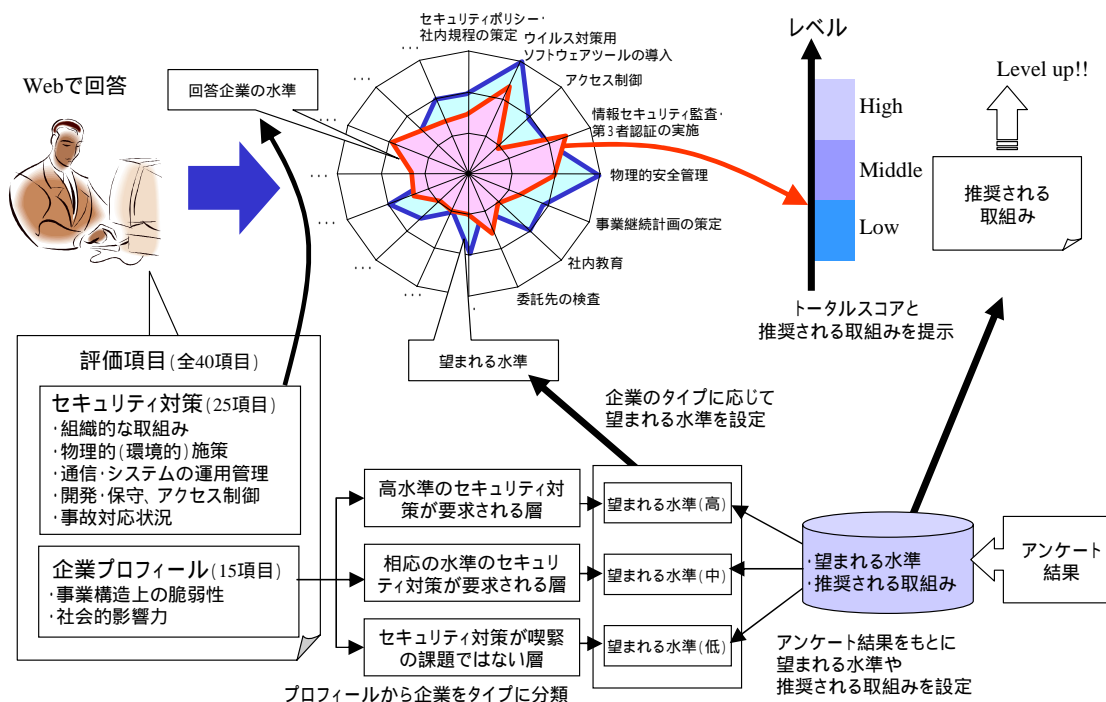 Webで回答
回答企業の水準
セキュリティポリシー・
社内規程の策定
ウイルス対策用
ソフトウェアツールの導入
アクセス制御
情報セキュリティ監査・
第3者認証の実施
物理的安全管理
事業継続計画の策定
社内教育
委託先の検査
・・・
・・・
・・・
・・・
・・・
・・・
・・・
望まれる水準
レベル
High
Middle
Low
トータルスコアと
推奨される取組みを提示
Level up!!
推奨される
取組み
評価項目(全40項目)
セキュリティ対策(25項目)
・組織的な取組み
・物理的(環境的)施策
・通信・システムの運用管理
・開発・保守、アクセス制御
・事故対応状況
企業プロフィール(15項目)
・事業構造上の脆弱性
・社会的影響力
企業のタイプに応じて
望まれる水準を設定
高水準のセキュリティ対
策が要求される層
相応の水準のセキュリ
ティ対策が要求される層
セキュリティ対策が喫緊
の課題ではない層
プロフィールから企業をタイプに分類
望まれる水準(高)
望まれる水準(中)
望まれる水準(低)
・望まれる水準
・推奨される取組み
アンケート
結果
アンケート結果をもとに
望まれる水準や
推奨される取組みを設定